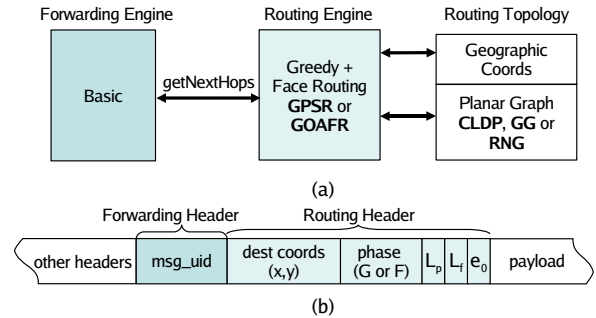 Forwarding Engine
Routing Engine
Routing Topology
Basic
getNextHops
Greedy +
Face Routing
GPSR or
GOAFR
Geographic
Coords
Planar Graph
CLDP, GG or
RNG
(a)
Forwarding Header
Routing Header
other headers
msg_uid
dest coords
(x,y)
phase
(G or F)
Lp
Lf
e0
payload
(b)